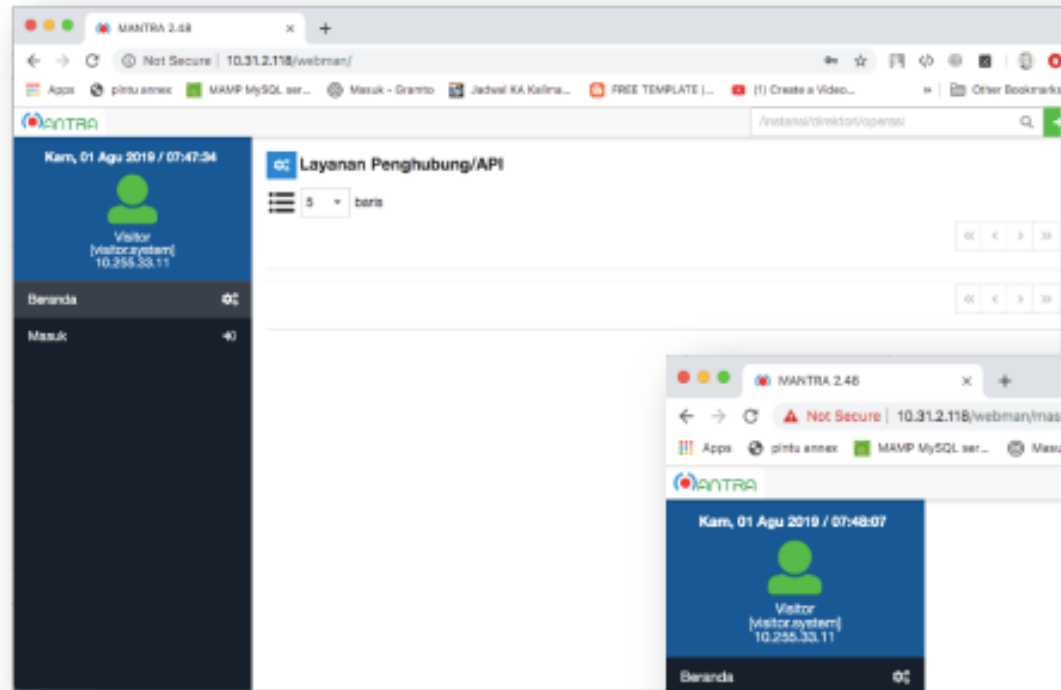 MANTRA 2.48
Not Secure | 10.31.2.118/webman/
Apps pintu annex MAMP MySQL ser... Masuk - Gramto Jadwal KA Kalima... FREE TEMPLATE |... (1) Create a Video... Other Bookmarks
MANTRA
/instansi/direktori/operasi
Kam, 01 Agu 2019 / 07:47:34
Visitor
[visitor.system]
10.255.33.11
Beranda
Masuk
Layanan Penghubung/API
5 baris
« < > »
« < > »
MANTRA 2.48
Not Secure | 10.31.2.118/webman/mas
Apps pintu annex MAMP MySQL ser... Masu
MANTRA
Kam, 01 Agu 2019 / 07:48:07
Visitor
[visitor.system]
10.255.33.11
Beranda